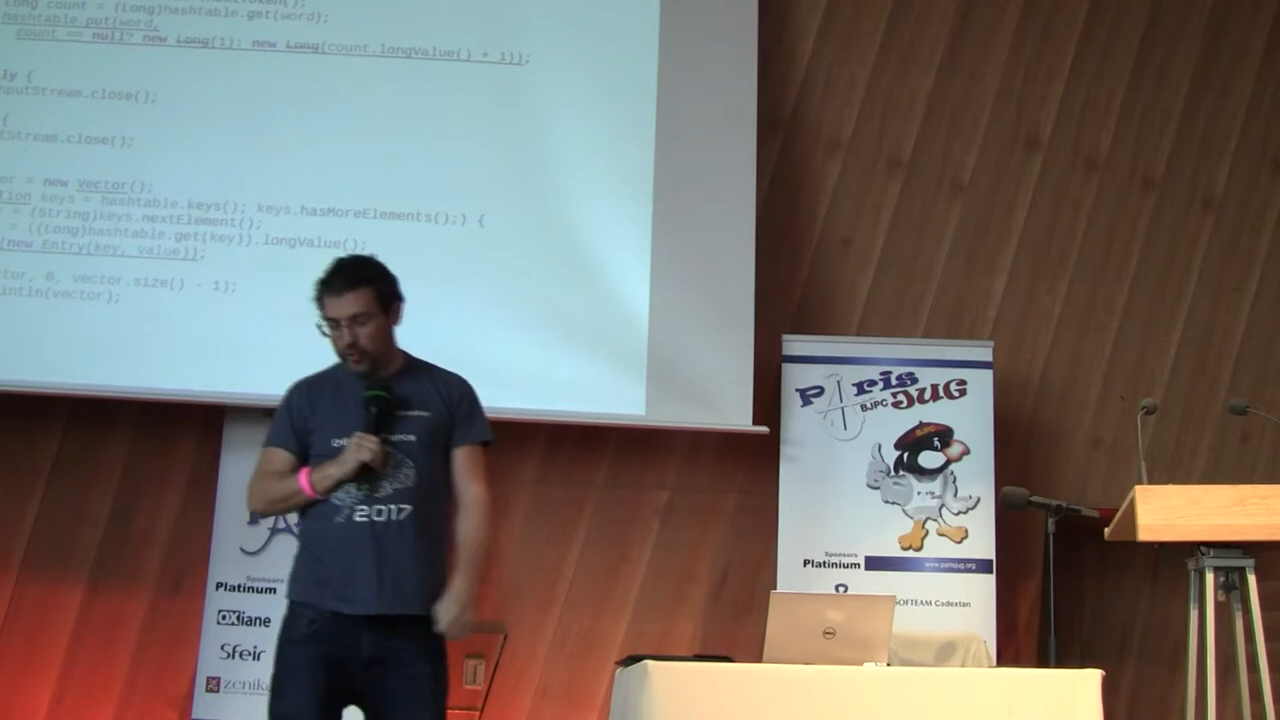 Long count = (Long)hashtable.get(word);
hashtable.put(word,
count == null? new Long(1): new Long(count.longValue() + 1));
ly {
nputStream.close();
{
tStream.close();
or = new Vector();
tion keys = hashtable.keys(); keys.hasMoreElements();) {
r = (String)keys.nextElement();
= ((Long)hashtable.get(key)).longValue();
(new Entry(key, value));
tor, 0, vector.size() - 1);
intln(vector);
2017
Sponsors
Platinum
OXiane
Sfeir
zenika
Paris
BJPC JUG
BJPC
Sponsors
Platinium
www.parisjug.org
SOFTEAM Cadextan
DELL